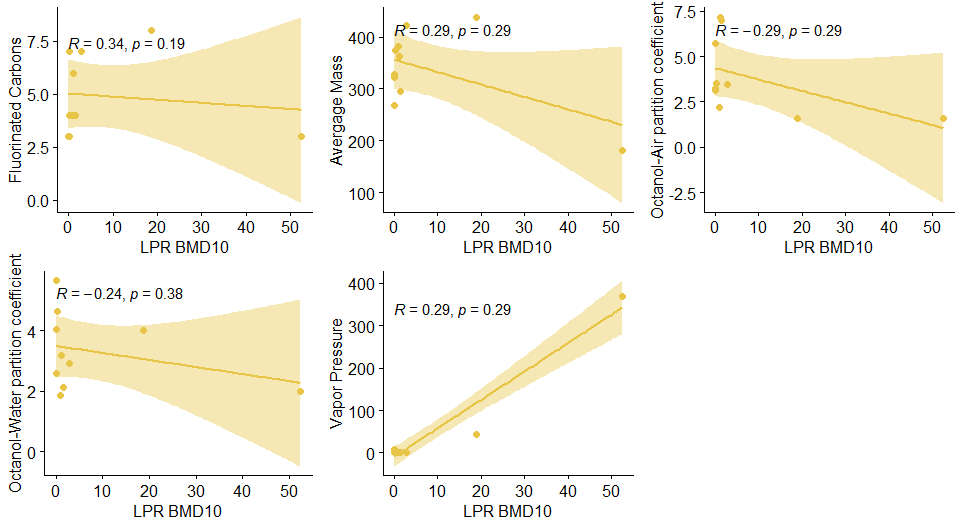 Fluorinated Carbons
7.5
5.0
2.5
0.0
R = 0.34, p = 0.19
0 10 20 30 40 50
LPR BMD10
Avergage Mass
400
300
200
100
R = 0.29, p = 0.29
0 10 20 30 40 50
LPR BMD10
Octanol-Air partition coefficient
7.5
5.0
2.5
0.0
-2.5
R = −0.29, p = 0.29
0 10 20 30 40 50
LPR BMD10
Octanol-Water partition coefficient
4
2
0
R = −0.24, p = 0.38
0 10 20 30 40 50
LPR BMD10
Vapor Pressure
400
300
200
100
0
R = 0.29, p = 0.29
0 10 20 30 40 50
LPR BMD10